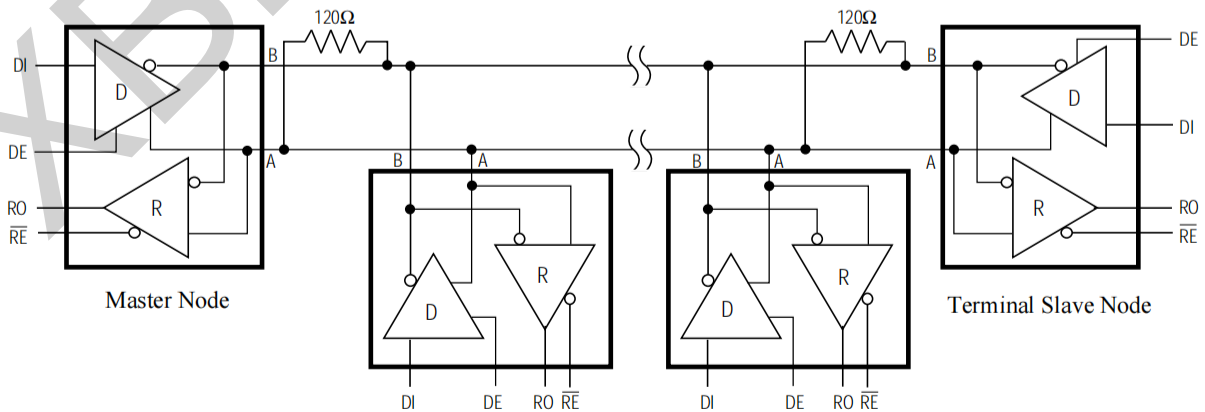 120Ω
120Ω
DI
DE
RO
RE
D
R
B
A
Master Node
B
A
D
R
DI
DE
RO
RE
B
A
D
R
DI
DE
RO
RE
B
A
D
R
DE
DI
RO
RE
Terminal Slave Node